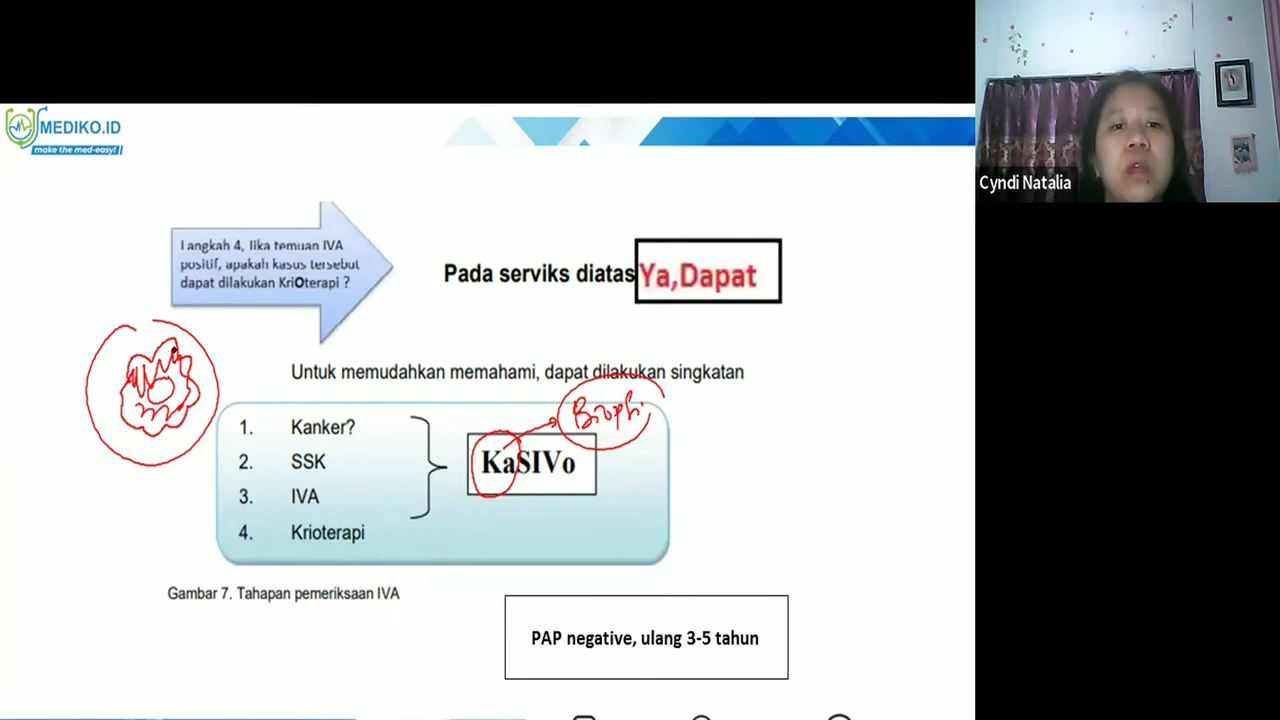 MEDIKO.ID
make the med-easy!
Langkah 4, Jika temuan IVA
positif, apakah kasus tersebut
dapat dilakukan KriOterapi ?
Pada serviks diatas Ya,Dapat
Untuk memudahkan memahami, dapat dilakukan singkatan
1. Kanker?
2. SSK
3. IVA
4. Krioterapi
KaSIVo
Gambar 7. Tahapan pemeriksaan IVA
PAP negative, ulang 3-5 tahun
Cyndi Natalia